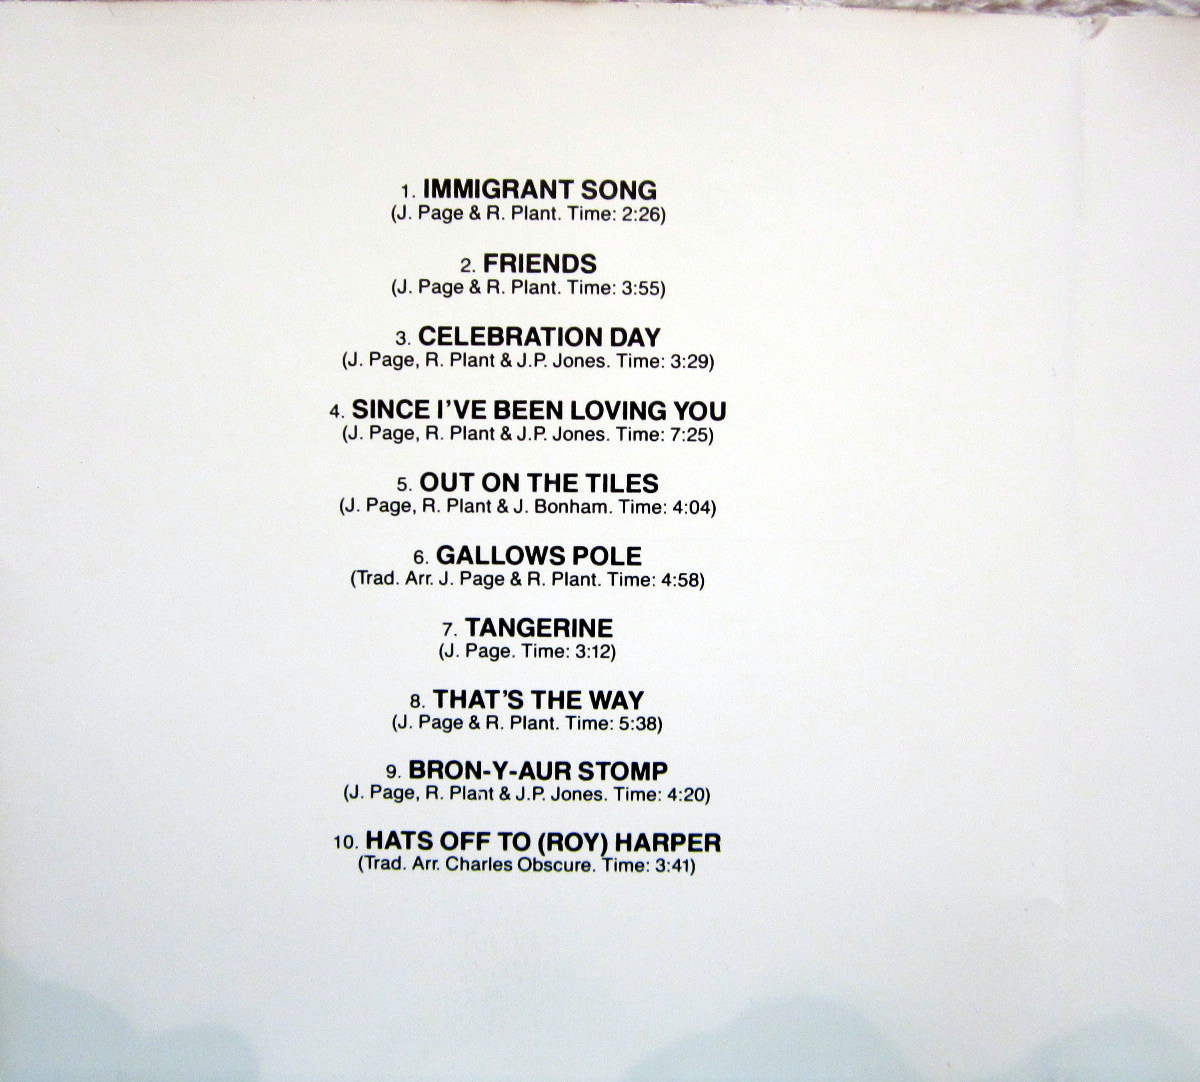 1. IMMIGRANT SONG
(J. Page & R. Plant. Time: 2:26)
2. FRIENDS
(J. Page & R. Plant. Time: 3:55)
3. CELEBRATION DAY
(J. Page, R. Plant & J.P. Jones. Time: 3:29)
4. SINCE I'VE BEEN LOVING YOU
(J. Page, R. Plant & J.P. Jones. Time: 7:25)
5. OUT ON THE TILES
(J. Page, R. Plant & J. Bonham. Time: 4:04)
6. GALLOWS POLE
(Trad. Arr. J. Page & R. Plant. Time: 4:58)
7. TANGERINE
(J. Page. Time: 3:12)
8. THAT'S THE WAY
(J. Page & R. Plant. Time: 5:38)
9. BRON-Y-AUR STOMP
(J. Page, R. Plant & J.P. Jones. Time: 4:20)
10. HATS OFF TO (ROY) HARPER
(Trad. Arr. Charles Obscure. Time: 3:41)